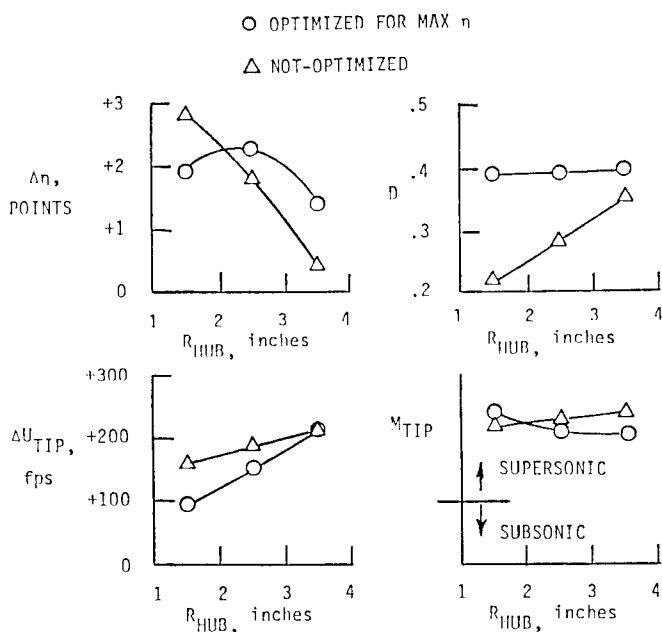 OPTIMIZED FOR MAX η
NOT-OPTIMIZED
+3
+2
+1
0
Δη,
POINTS
1 2 3 4
R_HUB, inches
.5
.4
.3
.2
D
1 2 3 4
R_HUB, inches
+300
+200
+100
0
ΔU_TIP,
fps
1 2 3 4
R_HUB, inches
M_TIP
SUPERSONIC
SUBSONIC
1 2 3 4
R_HUB, inches